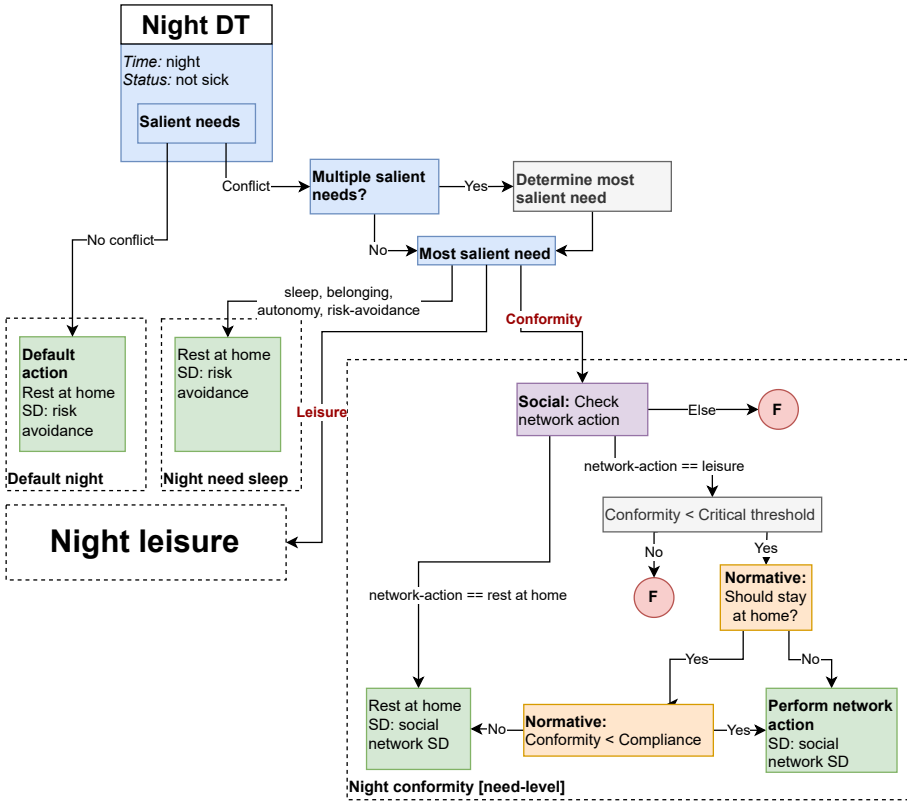 Night DT
Time: night
Status: not sick
Salient needs
Conflict
Multiple salient
needs?
Yes
Determine most
salient need
No conflict
No
Most salient need
sleep, belonging,
autonomy, risk-avoidance
Conformity
Leisure
Default
action
Rest at home
SD: risk
avoidance
Default night
Rest at home
SD: risk
avoidance
Night need sleep
Night leisure
Social: Check
network action
Else
F
network-action == leisure
Conformity < Critical threshold
No
Yes
F
Normative:
Should stay
at home?
network-action == rest at home
Yes
No
Rest at home
SD: social
network SD
No
Normative:
Conformity < Compliance
Yes
Perform network
action
SD: social
network SD
Night conformity [need-level]